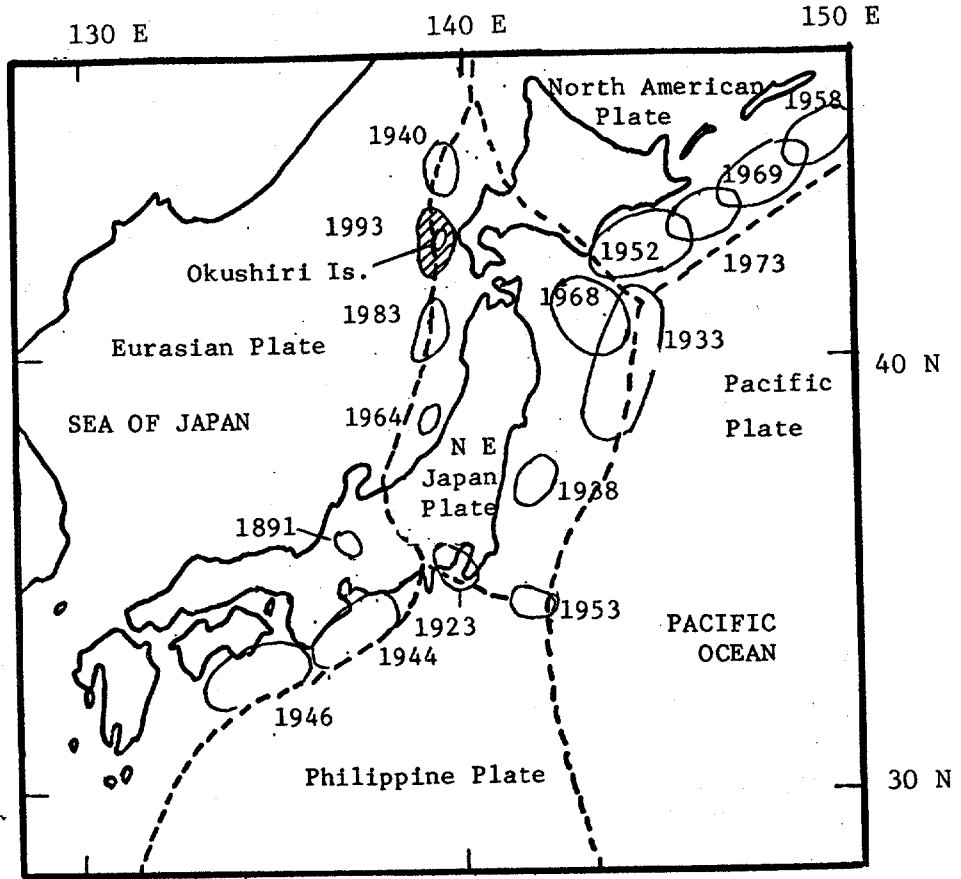 130 E
140 E
150 E
North American
Plate
1958
1940
1969
1993
1952
1973
Okushiri Is.
1968
1983
1933
Eurasian Plate
40 N
Pacific
Plate
SEA OF JAPAN
1964
N E
Japan
Plate
1938
1891
1953
1923
PACIFIC
OCEAN
1944
1946
Philippine Plate
30 N